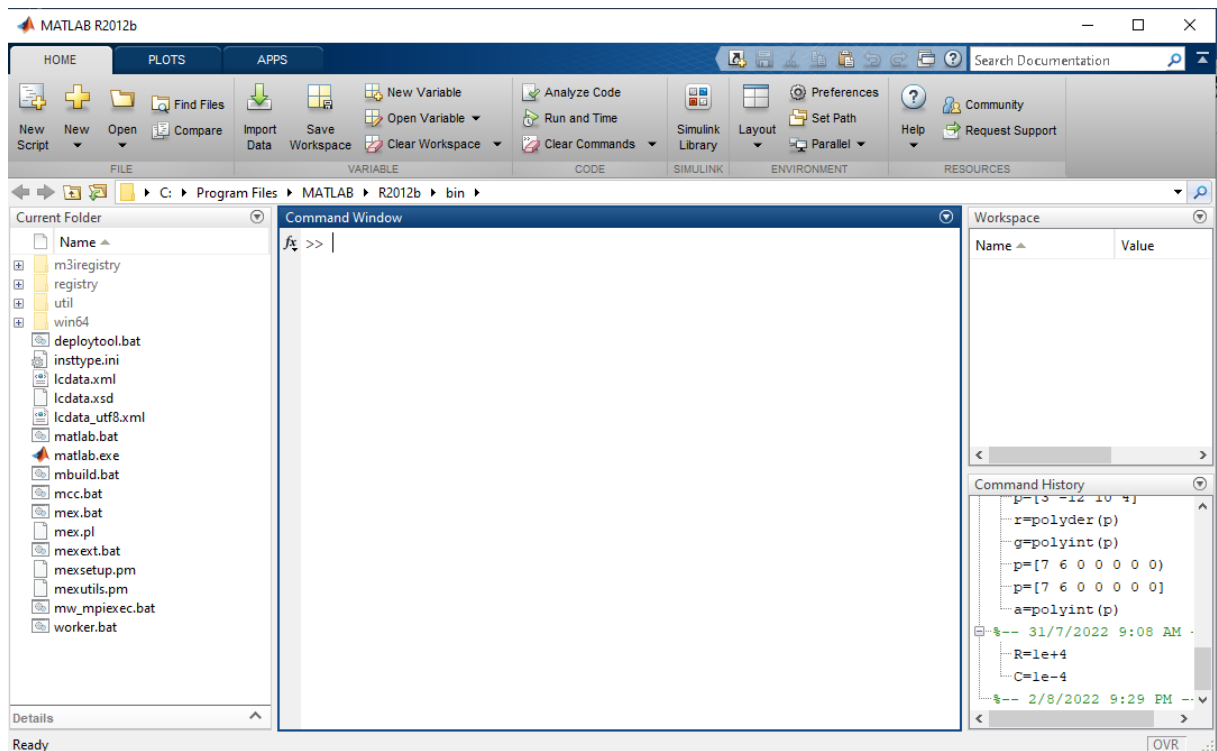 MATLAB R2012b
HOME PLOTS APPS
Search Documentation
New Script
New
Open
Find Files
Compare
FILE
Import Data
Save Workspace
New Variable
Open Variable
Clear Workspace
VARIABLE
Analyze Code
Run and Time
Clear Commands
CODE
Simulink Library
SIMULINK
Layout
Preferences
Set Path
Parallel
ENVIRONMENT
Help
Community
Request Support
RESOURCES
C: Program Files MATLAB R2012b bin
Current Folder
Name
m3iregistry
registry
util
win64
deploytool.bat
insttype.ini
lcdata.xml
lcdata.xsd
lcdata_utf8.xml
matlab.bat
matlab.exe
mbuild.bat
mcc.bat
mex.bat
mex.pl
mexext.bat
mexsetup.pm
mexutils.pm
mw_mpiexec.bat
worker.bat
Details
Command Window
fx >>
Workspace
Name Value
Command History
p=[3 -12 10 4]
r=polyder(p)
g=polyint(p)
p=[7 6 0 0 0 0 0)
p=[7 6 0 0 0 0 0]
a=polyint(p)
%-- 31/7/2022 9:08 AM -
R=1e+4
C=1e-4
%-- 2/8/2022 9:29 PM --
Ready
OVR